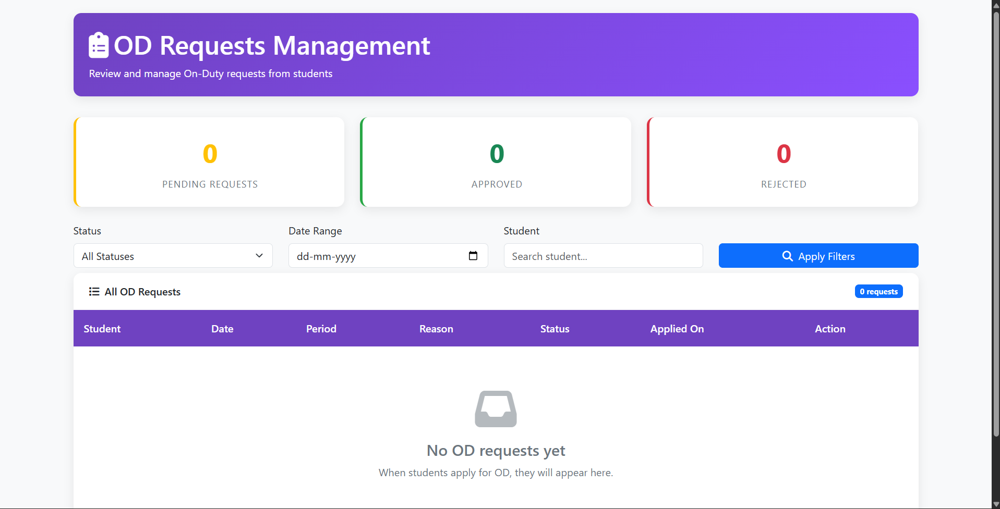 OD Requests Management
Review and manage On-Duty requests from students
0
PENDING REQUESTS
0
APPROVED
0
REJECTED
Status
Date Range
Student
All Statuses
dd-mm-yyyy
Search student...
Apply Filters
All OD Requests
0 requests
Student Date Period Reason Status Applied On Action
No OD requests yet
When students apply for OD, they will appear here.